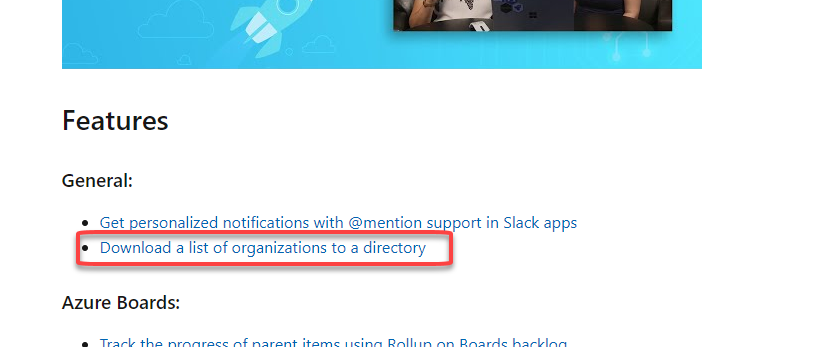 Features
General:
Get personalized notifications with @mention support in Slack apps
Download a list of organizations to a directory
Azure Boards:
Track the progress of parent items using Rollup on Boards backlog